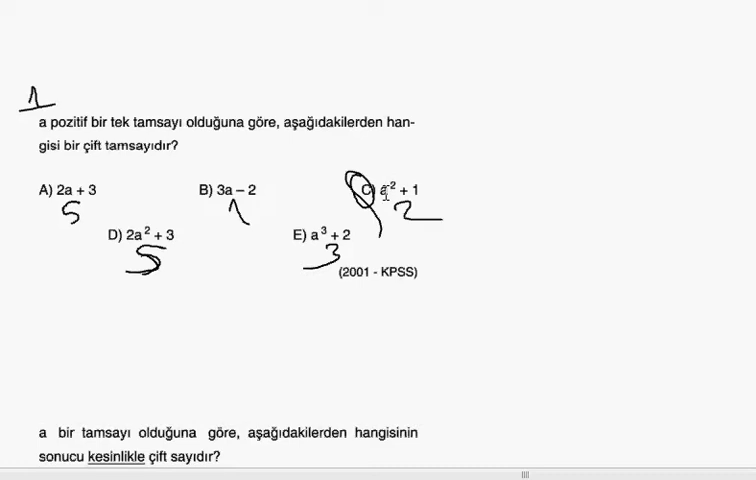 1
a pozitif bir tek tamsayı olduğuna göre, aşağıdakilerden han-
gisi bir çift tamsayıdır?
A) 2a + 3 B) 3a – 2 C) a² + 1
5 1 2
D) 2a² + 3 E) a³ + 2
5 3
(2001 - KPSS)
a bir tamsayı olduğuna göre, aşağıdakilerden hangisinin
sonucu kesinlikle çift sayıdır?